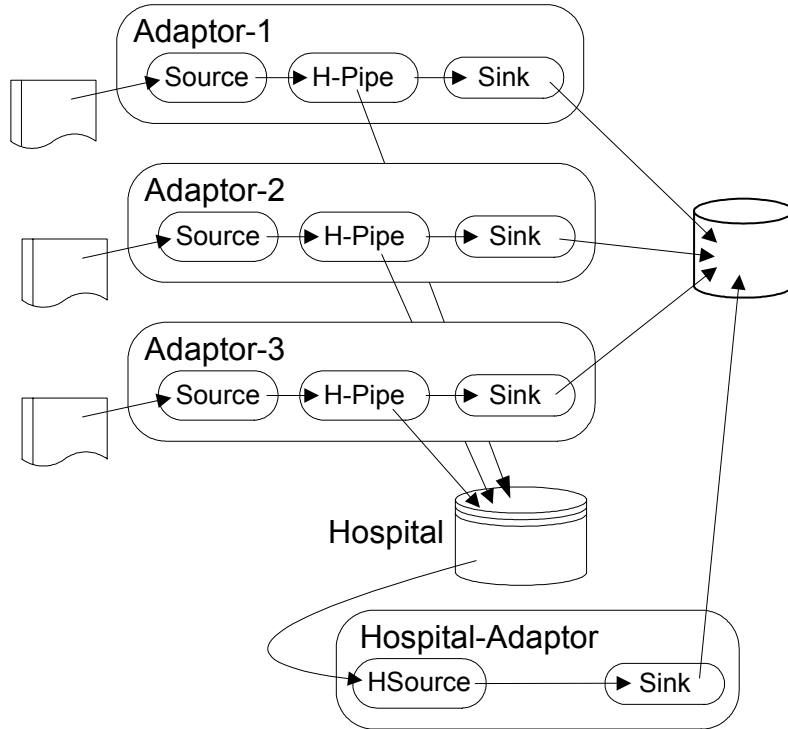 Adaptor-1
Source H-Pipe Sink
Adaptor-2
Source H-Pipe Sink
Adaptor-3
Source H-Pipe Sink
Hospital
Hospital-Adaptor
HSource Sink